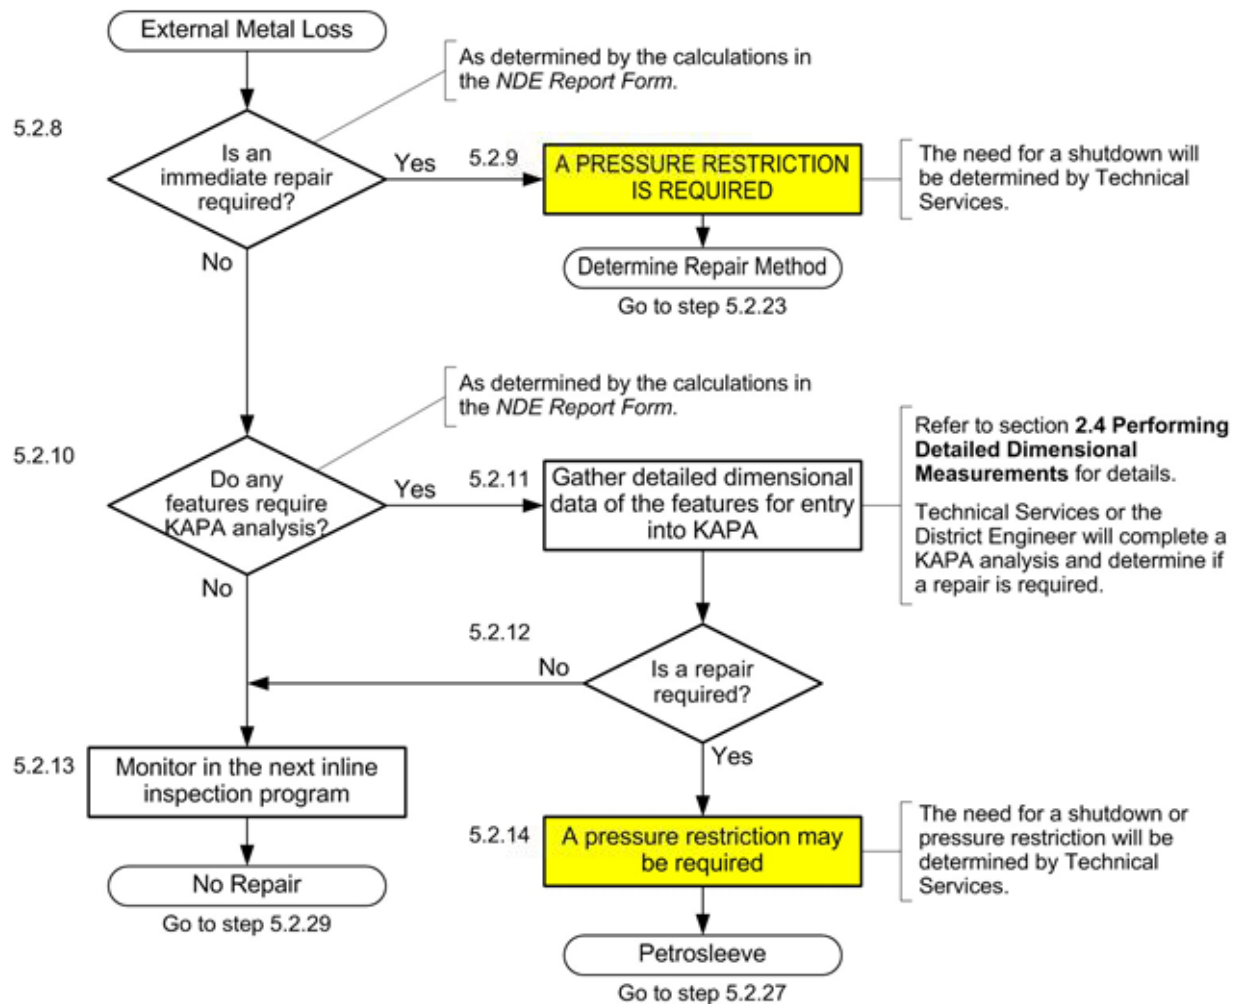 External Metal Loss
As determined by the calculations in
the NDE Report Form.
5.2.8
Is an
immediate repair
required?
Yes
5.2.9
A PRESSURE RESTRICTION
IS REQUIRED
The need for a shutdown will
be determined by Technical
Services.
No
Determine Repair Method
Go to step 5.2.23
As determined by the calculations in
the NDE Report Form.
5.2.10
Do any
features require
KAPA analysis?
Yes
5.2.11
Gather detailed dimensional
data of the features for entry
into KAPA
Refer to section 2.4 Performing
Detailed Dimensional
Measurements for details.
Technical Services or the
District Engineer will complete a
KAPA analysis and determine if
a repair is required.
No
5.2.12
Is a repair
required?
No
Yes
5.2.13
Monitor in the next inline
inspection program
5.2.14
A pressure restriction may
be required
The need for a shutdown or
pressure restriction will be
determined by Technical
Services.
No Repair
Go to step 5.2.29
Petrosleeve
Go to step 5.2.27